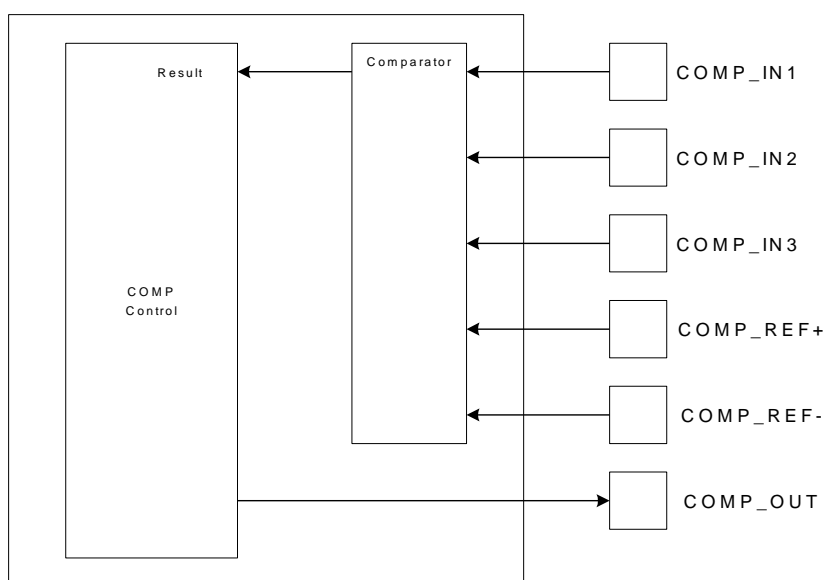 Comparator
Result
COMP_IN1
COMP_IN2
COMP_IN3
COMP
Control
COMP_REF+
COMP_REF-
COMP_OUT